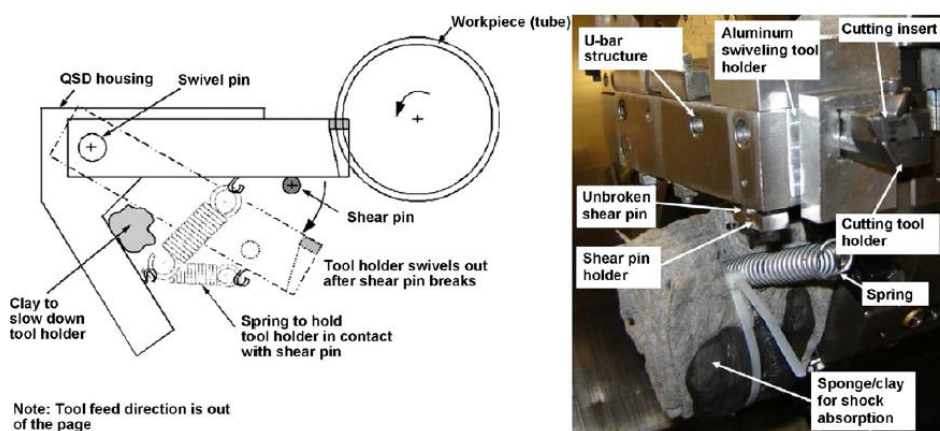 Workpiece (tube)
QSD housing
Swivel pin
Shear pin
Tool holder swivels out
after shear pin breaks
Clay to
slow down
tool holder
Spring to hold
tool holder in contact
with shear pin
Note: Tool feed direction is out
of the page
U-bar
structure
Aluminum
swiveling tool
holder
Cutting insert
Unbroken
shear pin
Shear pin
holder
Cutting tool
holder
Spring
Sponge/clay
for shock
absorption